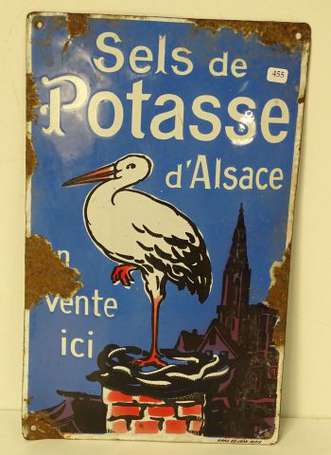 Sels de
455
Potasse
d'Alsace
n
vente
ici